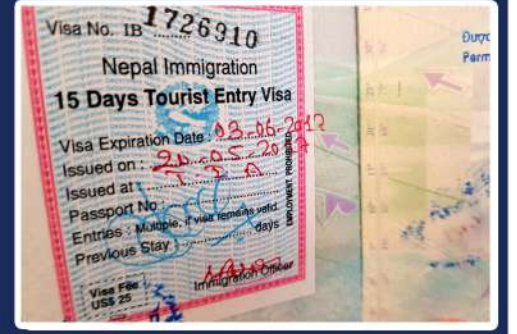 Visa No. IB 1726910
Nepal Immigration
15 Days Tourist Entry Visa
Visa Expiration Date : 03-06-2017
Issued on : 20-05-2017
Issued at : T I A
Passport No :
Entries : Multiple, if visa remains valid.
Previous Stay days
EMPLOYMENT PROHIBITED
Visa Fee
US$ 25
Immigration Officer
Được
Perm